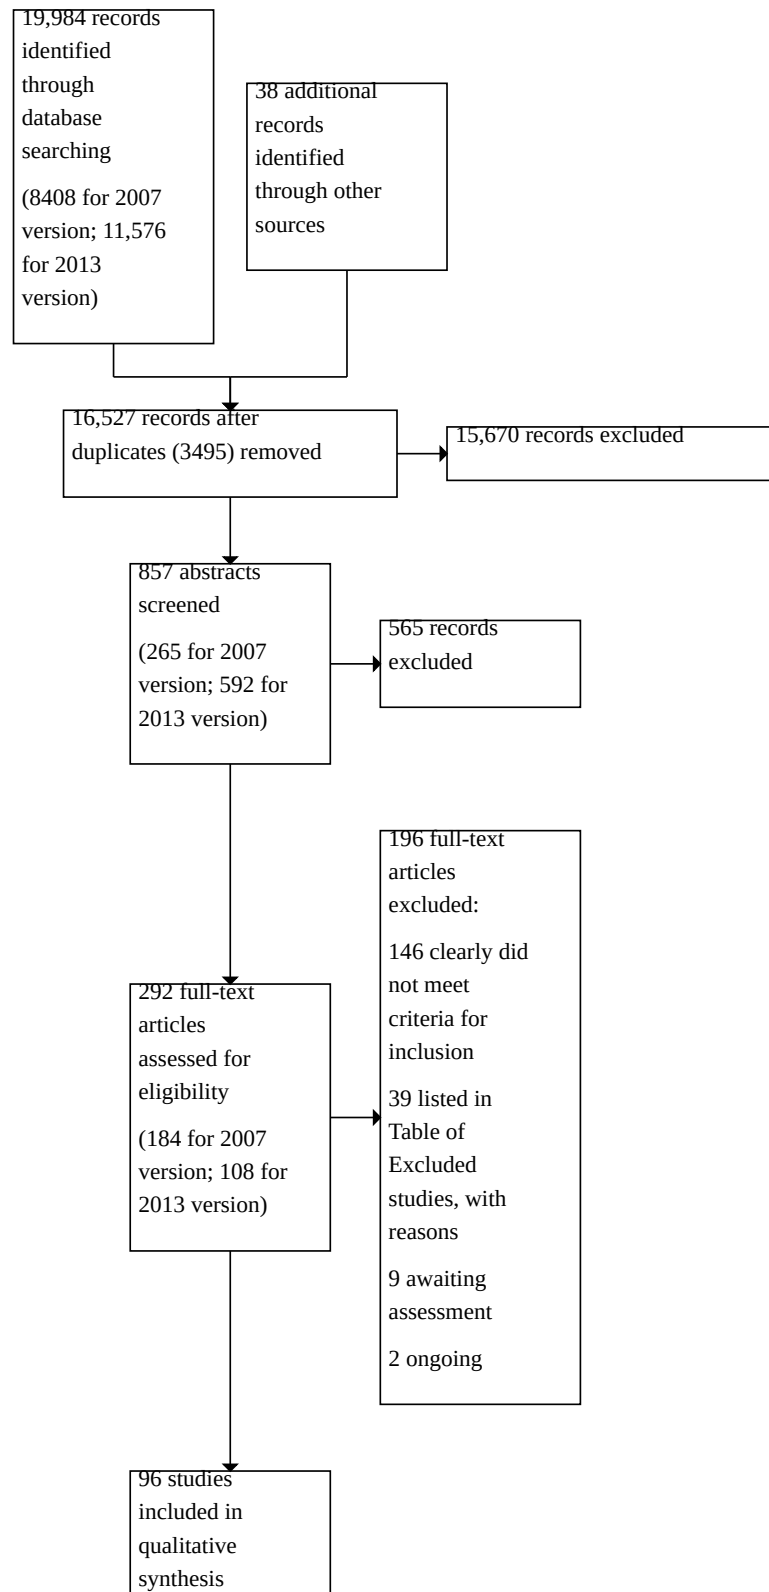 19,984 records
identified
through
database
searching
(8408 for 2007
version; 11,576
for 2013
version)
38 additional
records
identified
through other
sources
16,527 records after
duplicates (3495) removed
15,670 records excluded
857 abstracts
screened
(265 for 2007
version; 592 for
2013 version)
565 records
excluded
292 full-text
articles
assessed for
eligibility
(184 for 2007
version; 108 for
2013 version)
196 full-text
articles
excluded:
146 clearly did
not meet
criteria for
inclusion
39 listed in
Table of
Excluded
studies, with
reasons
9 awaiting
assessment
2 ongoing
96 studies
included in
qualitative
synthesis